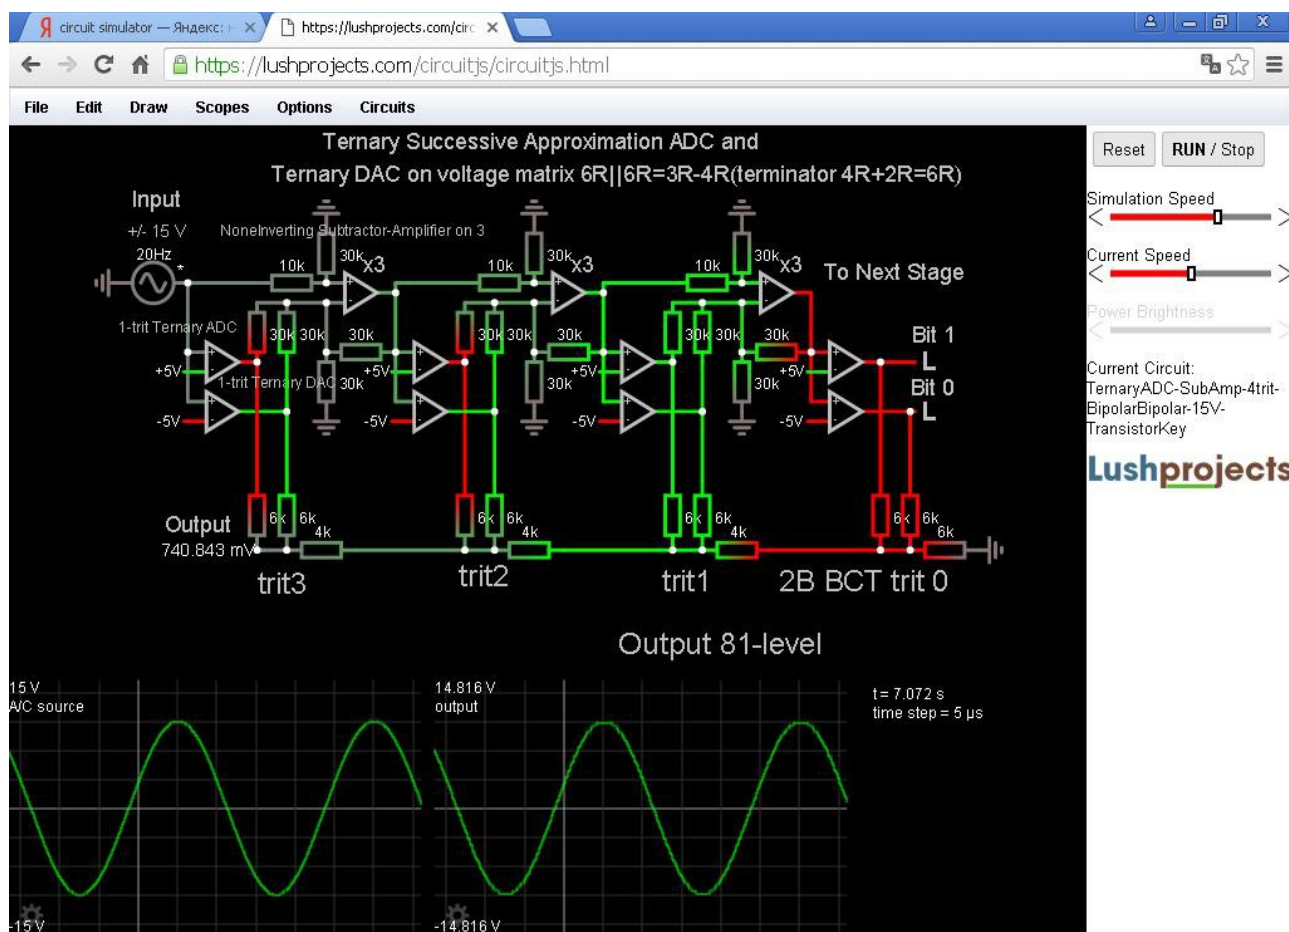 circuit simulator — Яндекс:
https://lushprojects.com/circ
https://lushprojects.com/circuitjs/circuitjs.html
File Edit Draw Scopes Options Circuits
Ternary Successive Approximation ADC and
Ternary DAC on voltage matrix 6R||6R=3R-4R(terminator 4R+2R=6R)
Input
+/- 15 V
20Hz
*
NoneInverting Subtractor-Amplifier on 3
10k 30k x3 10k 30k x3 10k 30k x3
To Next Stage
1-trit Ternary ADC
30k 30k 30k 30k 30k 30k 30k 30k 30k
+5V +5V +5V +5V
1-trit Ternary DAC
30k 30k 30k
-5V -5V -5V -5V
Bit 1
L
Bit 0
L
Output
740.843 mV
6k 6k 4k 6k 6k 4k 6k 6k 4k 6k 6k 6k
trit3 trit2 trit1 2B BCT trit 0
Output 81-level
15 V
A/C source
-15 V
14.816 V
output
-14.816 V
t = 7.072 s
time step = 5 µs
Reset RUN / Stop
Simulation Speed
Current Speed
Power Brightness
Current Circuit:
TernaryADC-SubAmp-4trit-
BipolarBipolar-15V-
TransistorKey
Lushprojects